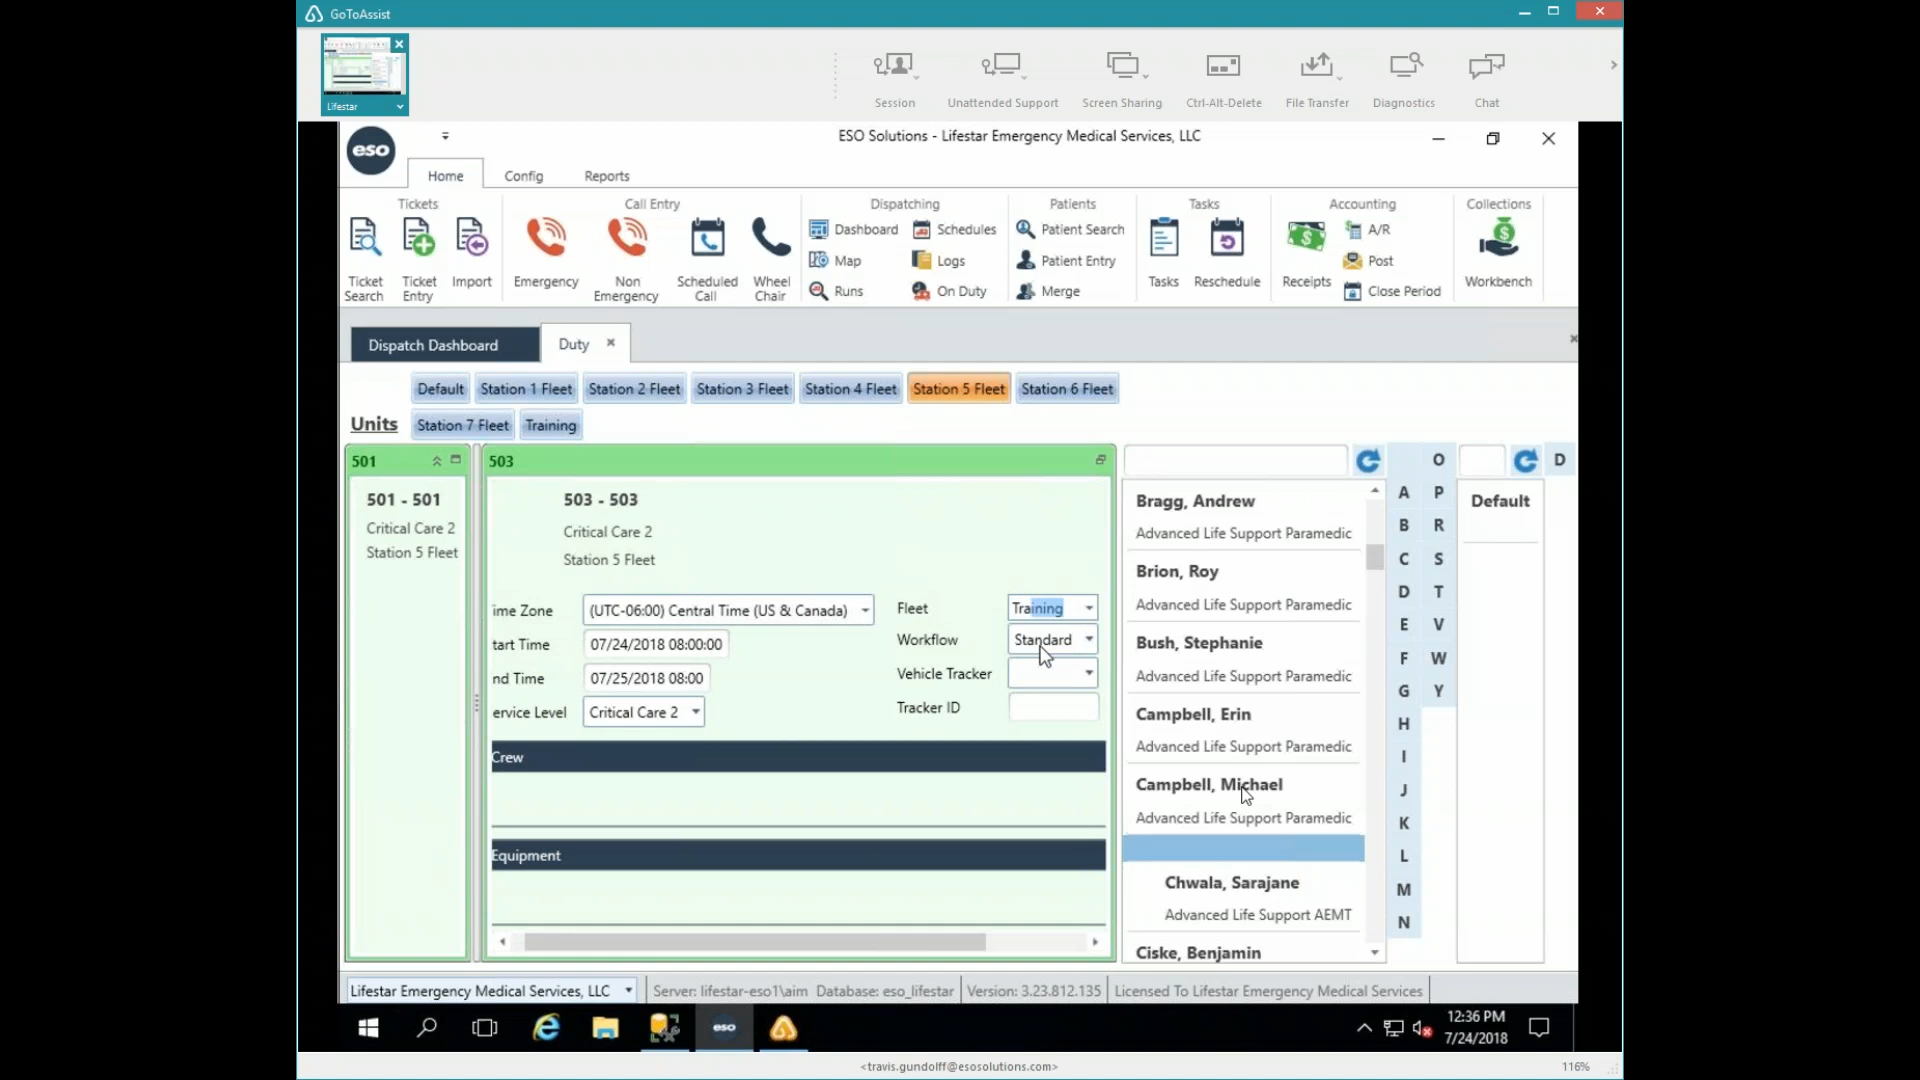 GoToAssist
Lifestar
Session
Unattended Support
Screen Sharing
Ctrl-Alt-Delete
File Transfer
Diagnostics
Chat
eso
ESO Solutions - Lifestar Emergency Medical Services, LLC
Home
Config
Reports
Tickets
Call Entry
Dispatching
Patients
Tasks
Accounting
Collections
Ticket Search
Ticket Entry
Import
Emergency
Non Emergency
Scheduled Call
Wheel Chair
Dashboard
Map
Runs
Schedules
Logs
On Duty
Patient Search
Patient Entry
Merge
Tasks
Reschedule
Receipts
A/R
Post
Close Period
Workbench
Dispatch Dashboard
Duty
Units
Default
Station 1 Fleet
Station 2 Fleet
Station 3 Fleet
Station 4 Fleet
Station 5 Fleet
Station 6 Fleet
Station 7 Fleet
Training
501
501 - 501
Critical Care 2
Station 5 Fleet
503
503 - 503
Critical Care 2
Station 5 Fleet
ime Zone
(UTC-06:00) Central Time (US & Canada)
tart Time
07/24/2018 08:00:00
nd Time
07/25/2018 08:00
ervice Level
Critical Care 2
Fleet
Training
Workflow
Standard
Vehicle Tracker
Tracker ID
Crew
Equipment
Bragg, Andrew
Advanced Life Support Paramedic
Brion, Roy
Advanced Life Support Paramedic
Bush, Stephanie
Advanced Life Support Paramedic
Campbell, Erin
Advanced Life Support Paramedic
Campbell, Michael
Advanced Life Support Paramedic
Chwala, Sarajane
Advanced Life Support AEMT
Ciske, Benjamin
A
B
C
D
E
F
G
H
I
J
K
L
M
N
O
P
R
S
T
V
W
Y
D
Default
Lifestar Emergency Medical Services, LLC
Server: lifestar-eso1\aim Database: eso_lifestar
Version: 3.23.812.135
Licensed To Lifestar Emergency Medical Services
eso
12:36 PM
7/24/2018
<travis.gundolff@esosolutions.com>
116%